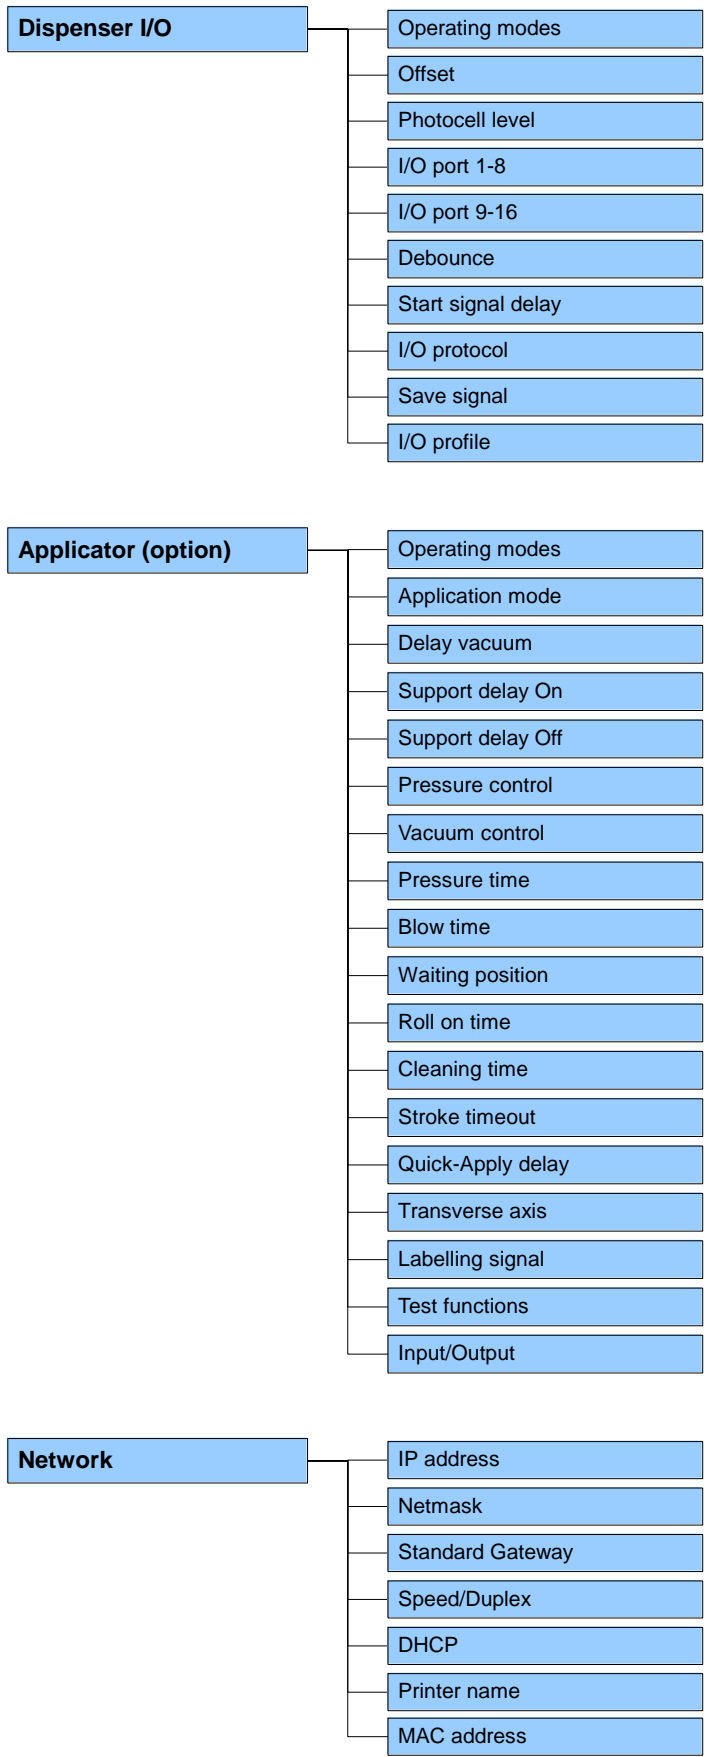 Dispenser I/O
Operating modes
Offset
Photocell level
I/O port 1-8
I/O port 9-16
Debounce
Start signal delay
I/O protocol
Save signal
I/O profile
Applicator (option)
Operating modes
Application mode
Delay vacuum
Support delay On
Support delay Off
Pressure control
Vacuum control
Pressure time
Blow time
Waiting position
Roll on time
Cleaning time
Stroke timeout
Quick-Apply delay
Transverse axis
Labelling signal
Test functions
Input/Output
Network
IP address
Netmask
Standard Gateway
Speed/Duplex
DHCP
Printer name
MAC address